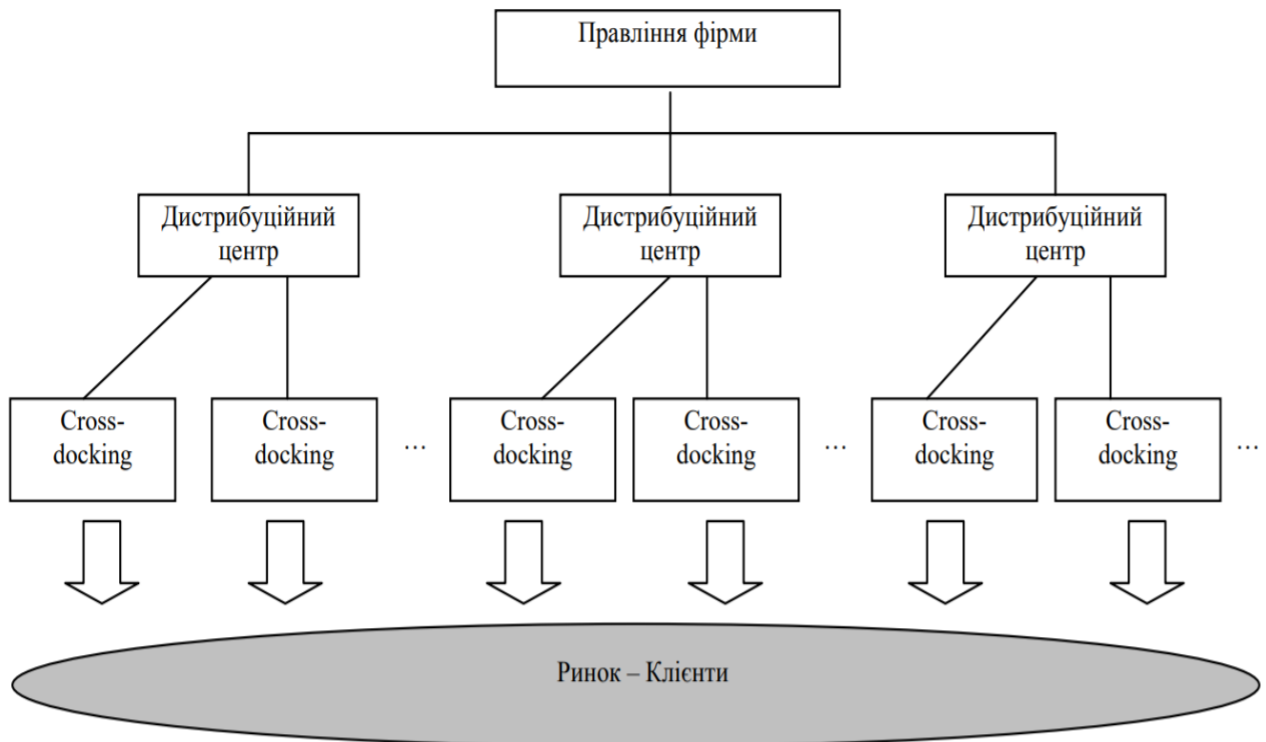 Правління фірми
Дистрибуційний
центр
Дистрибуційний
центр
Дистрибуційний
центр
Cross-
docking
Cross-
docking
...
Cross-
docking
Cross-
docking
...
Cross-
docking
Cross-
docking
...
Ринок – Клієнти